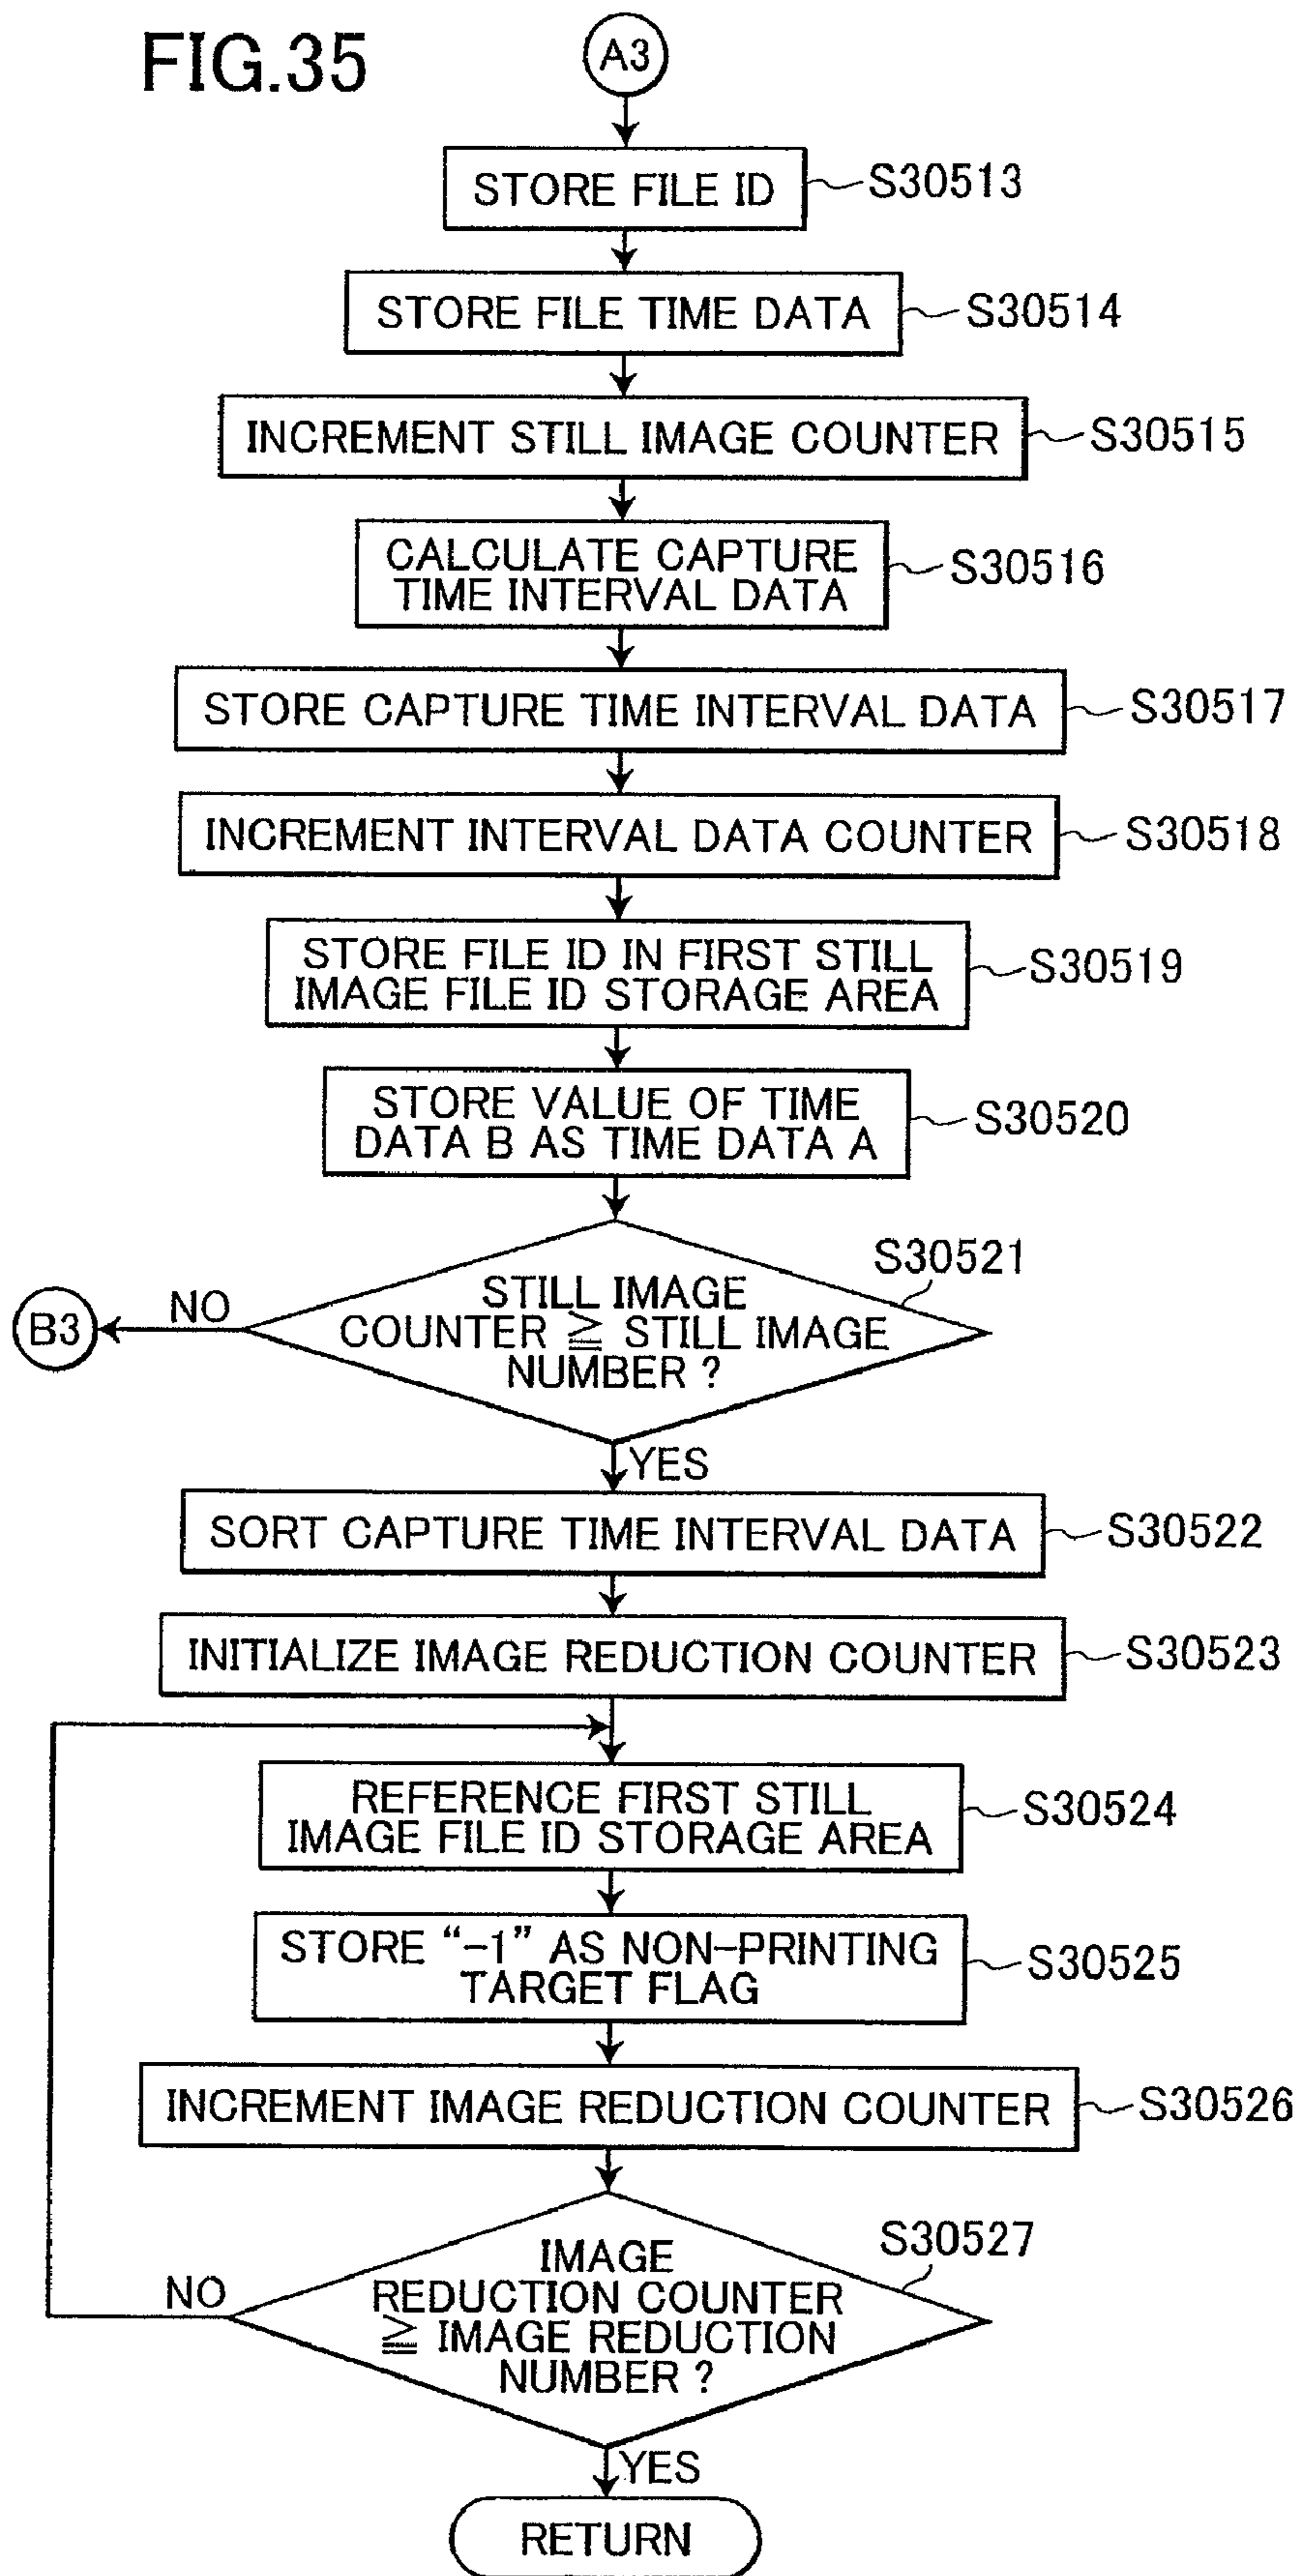 FIG.35
A3
STORE FILE ID
S30513
STORE FILE TIME DATA
S30514
INCREMENT STILL IMAGE COUNTER
S30515
CALCULATE CAPTURE
TIME INTERVAL DATA
S30516
STORE CAPTURE TIME INTERVAL DATA
S30517
INCREMENT INTERVAL DATA COUNTER
S30518
STORE FILE ID IN FIRST STILL
IMAGE FILE ID STORAGE AREA
S30519
STORE VALUE OF TIME
DATA B AS TIME DATA A
S30520
S30521
STILL IMAGE
COUNTER ≧ STILL IMAGE
NUMBER ?
NO
B3
YES
SORT CAPTURE TIME INTERVAL DATA
S30522
INITIALIZE IMAGE REDUCTION COUNTER
S30523
REFERENCE FIRST STILL
IMAGE FILE ID STORAGE AREA
S30524
STORE “-1” AS NON-PRINTING
TARGET FLAG
S30525
INCREMENT IMAGE REDUCTION COUNTER
S30526
S30527
IMAGE
REDUCTION COUNTER
≧ IMAGE REDUCTION
NUMBER ?
NO
YES
RETURN